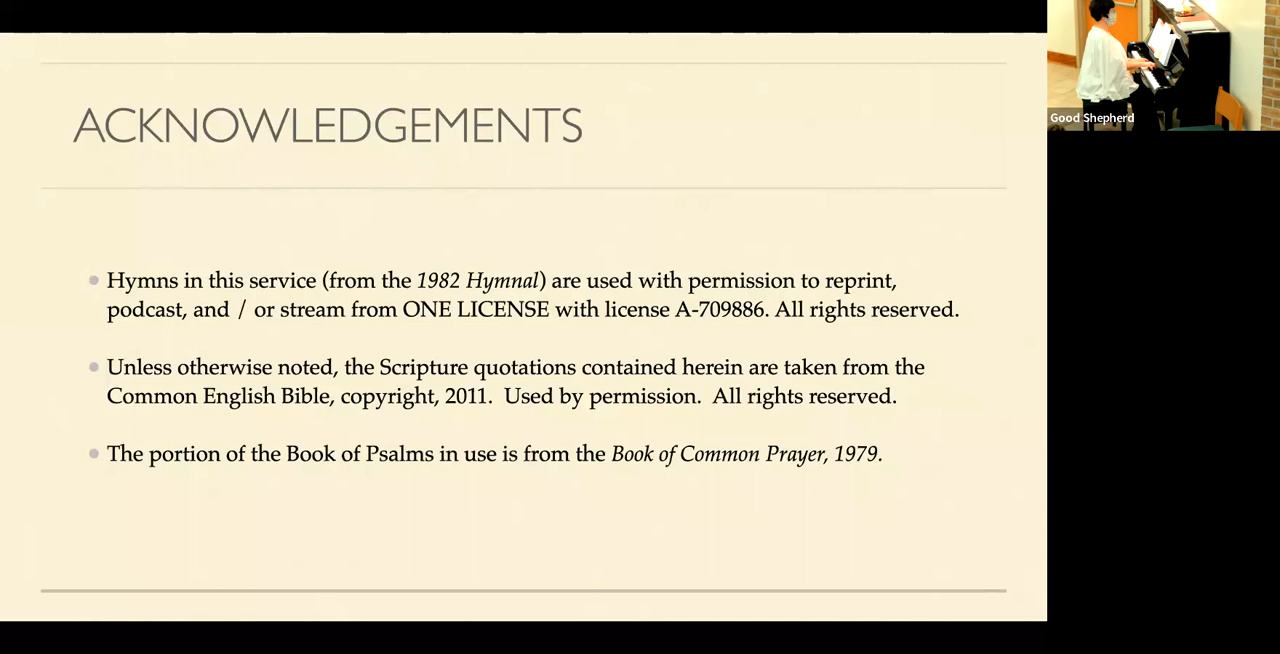 ACKNOWLEDGEMENTS
Good Shepherd
Hymns in this service (from the 1982 Hymnal) are used with permission to reprint,
podcast, and / or stream from ONE LICENSE with license A-709886. All rights reserved.
Unless otherwise noted, the Scripture quotations contained herein are taken from the
Common English Bible, copyright, 2011.  Used by permission.  All rights reserved.
The portion of the Book of Psalms in use is from the Book of Common Prayer, 1979.